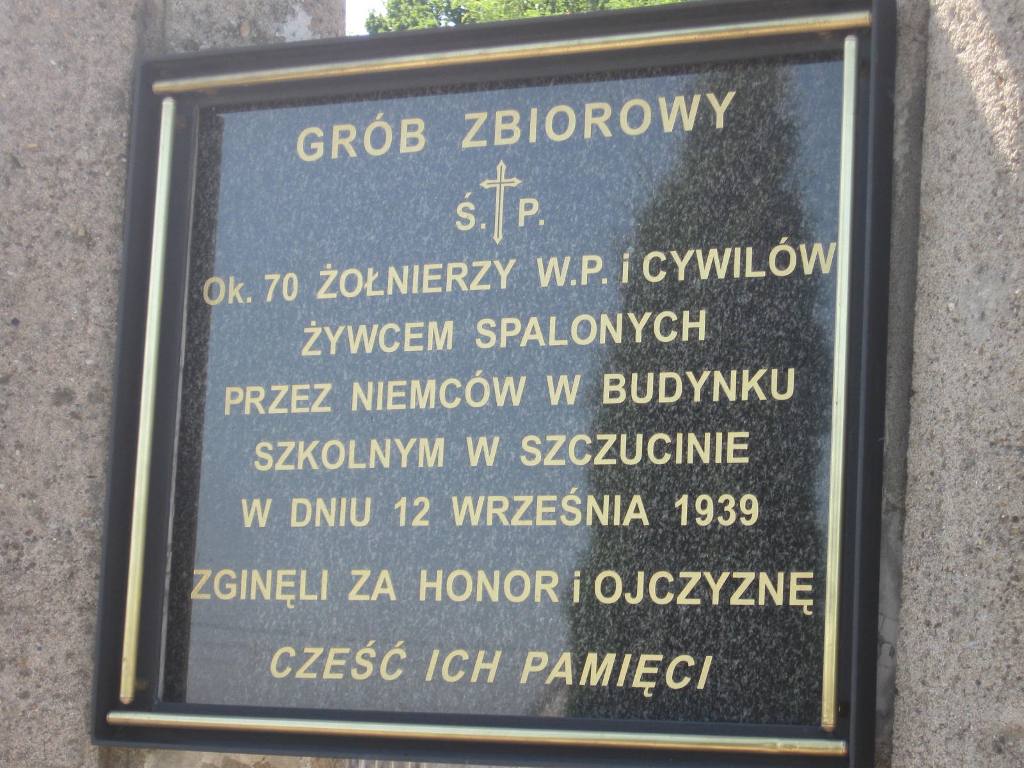 GRÓB ZBIOROWY
Ś. P.
Ok. 70 ŻOŁNIERZY W.P. i CYWILÓW
ŻYWCEM SPALONYCH
PRZEZ NIEMCÓW W BUDYNKU
SZKOLNYM W SZCZUCINIE
W DNIU 12 WRZEŚNIA 1939
ZGINĘLI ZA HONOR i OJCZYZNĘ
CZEŚĆ ICH PAMIĘCI